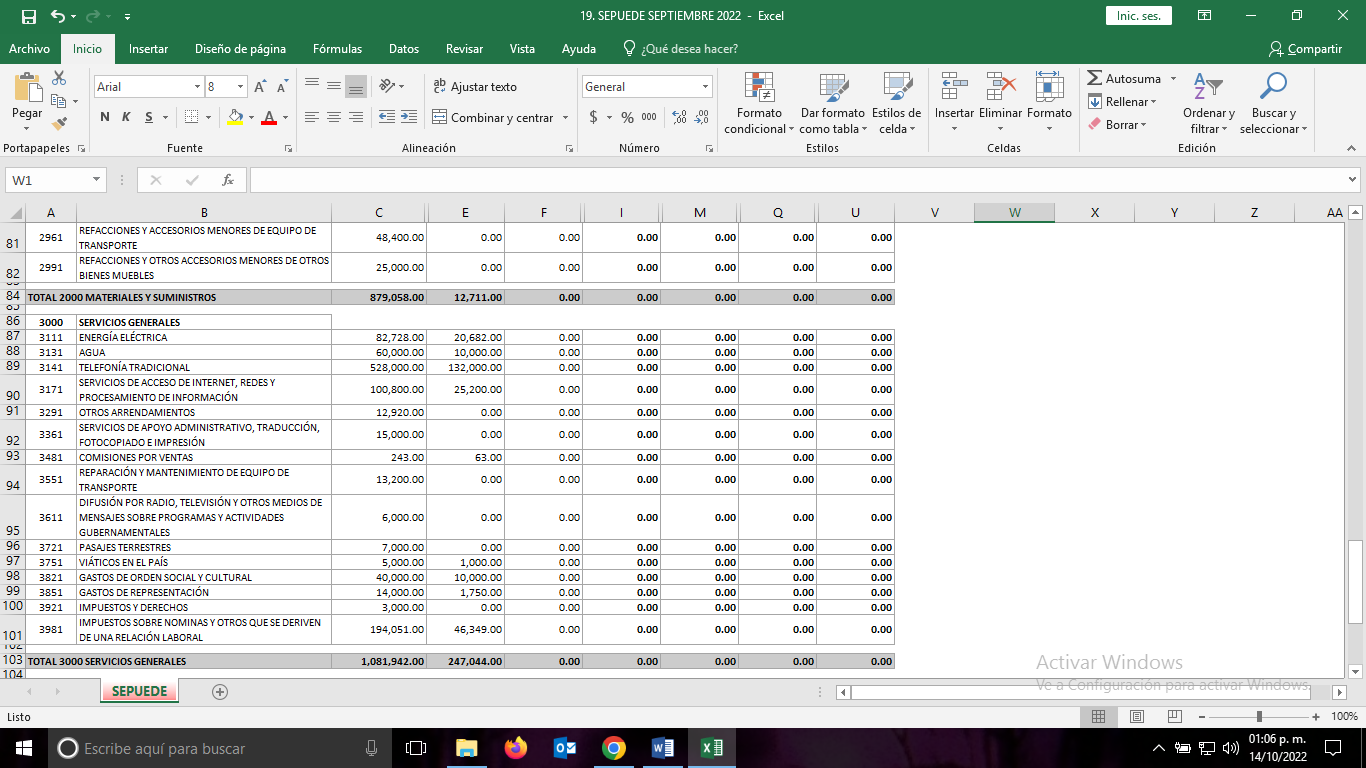 19. SEPUEDE SEPTIEMBRE 2022 - Excel
Inic. ses.
Archivo Inicio Insertar Diseño de página Fórmulas Datos Revisar Vista Ayuda ¿Qué desea hacer? Compartir
Pegar
Portapapeles
Arial 8
N K S
Fuente
Ajustar texto
Combinar y centrar
Alineación
General
$ % 000
Número
Formato condicional
Dar formato como tabla
Estilos de celda
Estilos
Insertar Eliminar Formato
Celdas
Autosuma
Rellenar
Borrar
Ordenar y filtrar
Buscar y seleccionar
Edición
W1 fx
A B C E F I M Q U V W X Y Z AA
81 2961 REFACCIONES Y ACCESORIOS MENORES DE EQUIPO DE
TRANSPORTE 48,400.00 0.00 0.00 0.00 0.00 0.00 0.00
82 2991 REFACCIONES Y OTROS ACCESORIOS MENORES DE OTROS
BIENES MUEBLES 25,000.00 0.00 0.00 0.00 0.00 0.00 0.00
84 TOTAL 2000 MATERIALES Y SUMINISTROS 879,058.00 12,711.00 0.00 0.00 0.00 0.00 0.00
86 3000 SERVICIOS GENERALES
87 3111 ENERGÍA ELÉCTRICA 82,728.00 20,682.00 0.00 0.00 0.00 0.00 0.00
88 3131 AGUA 60,000.00 10,000.00 0.00 0.00 0.00 0.00 0.00
89 3141 TELEFONÍA TRADICIONAL 528,000.00 132,000.00 0.00 0.00 0.00 0.00 0.00
90 3171 SERVICIOS DE ACCESO DE INTERNET, REDES Y
PROCESAMIENTO DE INFORMACIÓN 100,800.00 25,200.00 0.00 0.00 0.00 0.00 0.00
91 3291 OTROS ARRENDAMIENTOS 12,920.00 0.00 0.00 0.00 0.00 0.00 0.00
92 3361 SERVICIOS DE APOYO ADMINISTRATIVO, TRADUCCIÓN,
FOTOCOPIADO E IMPRESIÓN 15,000.00 0.00 0.00 0.00 0.00 0.00 0.00
93 3481 COMISIONES POR VENTAS 243.00 63.00 0.00 0.00 0.00 0.00 0.00
94 3551 REPARACIÓN Y MANTENIMIENTO DE EQUIPO DE
TRANSPORTE 13,200.00 0.00 0.00 0.00 0.00 0.00 0.00
95 3611 DIFUSIÓN POR RADIO, TELEVISIÓN Y OTROS MEDIOS DE
MENSAJES SOBRE PROGRAMAS Y ACTIVIDADES
GUBERNAMENTALES 6,000.00 0.00 0.00 0.00 0.00 0.00 0.00
96 3721 PASAJES TERRESTRES 7,000.00 0.00 0.00 0.00 0.00 0.00 0.00
97 3751 VIÁTICOS EN EL PAÍS 5,000.00 1,000.00 0.00 0.00 0.00 0.00 0.00
98 3821 GASTOS DE ORDEN SOCIAL Y CULTURAL 40,000.00 10,000.00 0.00 0.00 0.00 0.00 0.00
99 3851 GASTOS DE REPRESENTACIÓN 14,000.00 1,750.00 0.00 0.00 0.00 0.00 0.00
100 3921 IMPUESTOS Y DERECHOS 3,000.00 0.00 0.00 0.00 0.00 0.00 0.00
101 3981 IMPUESTOS SOBRE NOMINAS Y OTROS QUE SE DERIVEN
DE UNA RELACIÓN LABORAL 194,051.00 46,349.00 0.00 0.00 0.00 0.00 0.00
103 TOTAL 3000 SERVICIOS GENERALES 1,081,942.00 247,044.00 0.00 0.00 0.00 0.00 0.00
104
Activar Windows
Ve a Configuración para activar Windows.
SEPUEDE
Listo
100%
Escribe aquí para buscar
01:06 p. m.
14/10/2022